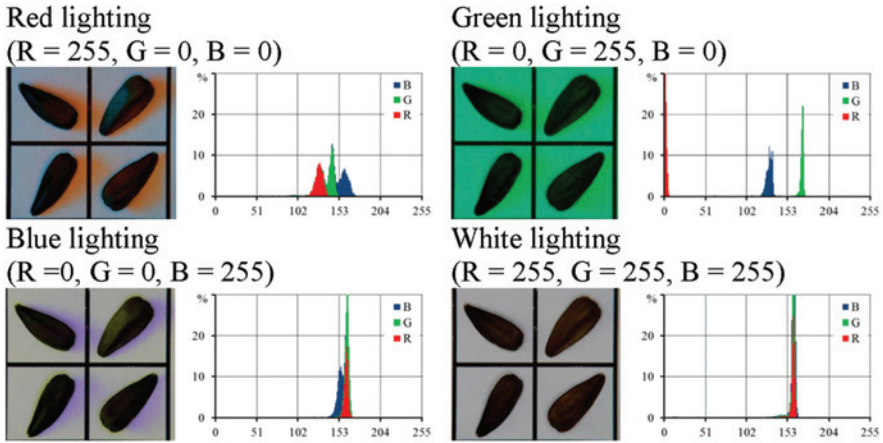 Red lighting
(R = 255, G = 0, B = 0)
%
20
10
0
0 51 102 153 204 255
B
G
R
Green lighting
(R = 0, G = 255, B = 0)
%
20
10
0
0 51 102 153 204 255
B
G
R
Blue lighting
(R =0, G = 0, B = 255)
%
20
10
0
0 51 102 153 204 255
B
G
R
White lighting
(R = 255, G = 255, B = 255)
%
20
10
0
0 51 102 153 204 255
B
G
R